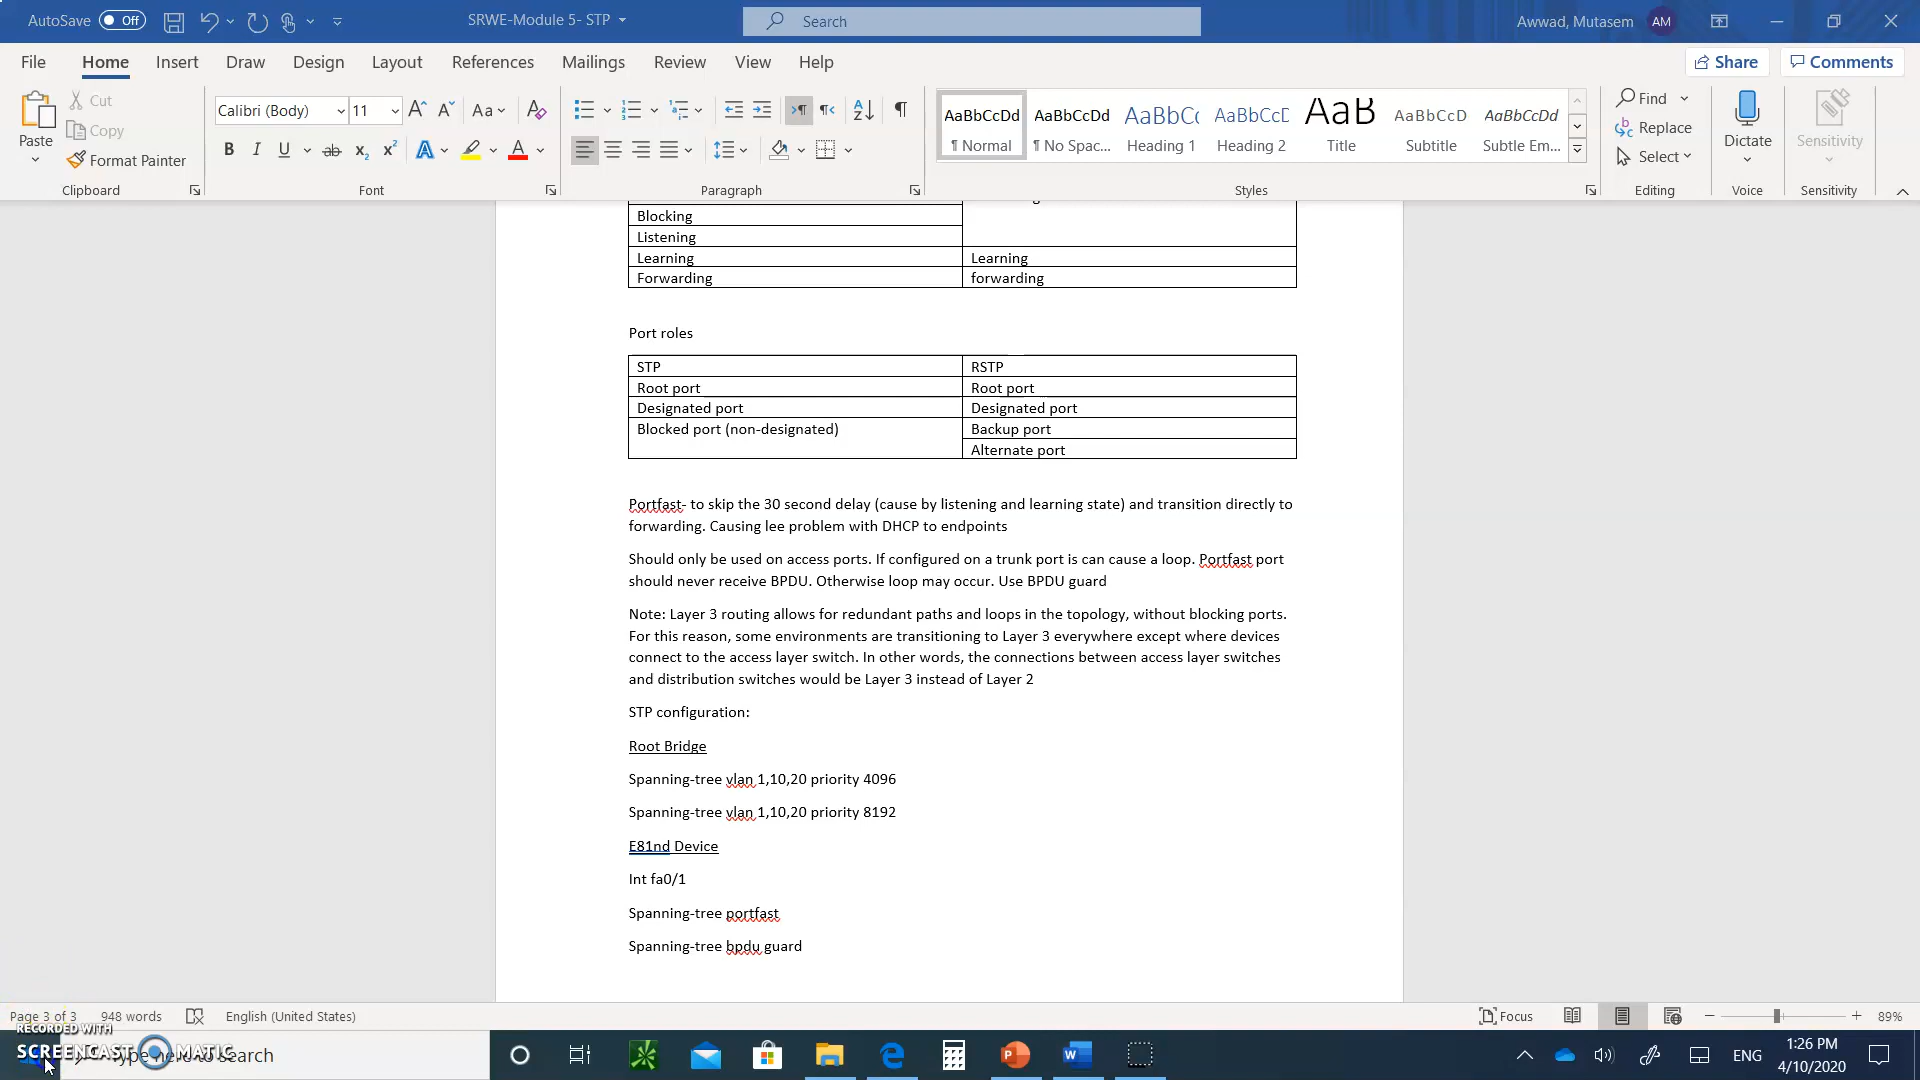 AutoSave Off SRWE-Module 5- STP Search Awwad, Mutasem AM
File Home Insert Draw Design Layout References Mailings Review View Help Share Comments
Paste Cut Copy Format Painter
Calibri (Body) 11 Aa
B I U ab x2 x2 A A
AaBbCcDd AaBbCcDd AaBbCc AaBbCcE AaB AaBbCcD AaBbCcDd
¶ Normal ¶ No Spac... Heading 1 Heading 2 Title Subtitle Subtle Em...
Find Replace Select
Dictate Sensitivity
Clipboard Font Paragraph Styles Editing Voice Sensitivity
Blocking
Listening
Learning Learning
Forwarding forwarding
Port roles
STP RSTP
Root port Root port
Designated port Designated port
Blocked port (non-designated) Backup port
Alternate port
Portfast- to skip the 30 second delay (cause by listening and learning state) and transition directly to
forwarding. Causing lee problem with DHCP to endpoints
Should only be used on access ports. If configured on a trunk port is can cause a loop. Portfast port
should never receive BPDU. Otherwise loop may occur. Use BPDU guard
Note: Layer 3 routing allows for redundant paths and loops in the topology, without blocking ports.
For this reason, some environments are transitioning to Layer 3 everywhere except where devices
connect to the access layer switch. In other words, the connections between access layer switches
and distribution switches would be Layer 3 instead of Layer 2
STP configuration:
Root Bridge
Spanning-tree vlan 1,10,20 priority 4096
Spanning-tree vlan 1,10,20 priority 8192
E81nd Device
Int fa0/1
Spanning-tree portfast
Spanning-tree bpdu guard
Page 3 of 3 948 words English (United States) Focus 89%
RECORDED WITH
SCREENCAST MATIC
Type here to search
ENG 1:26 PM
4/10/2020